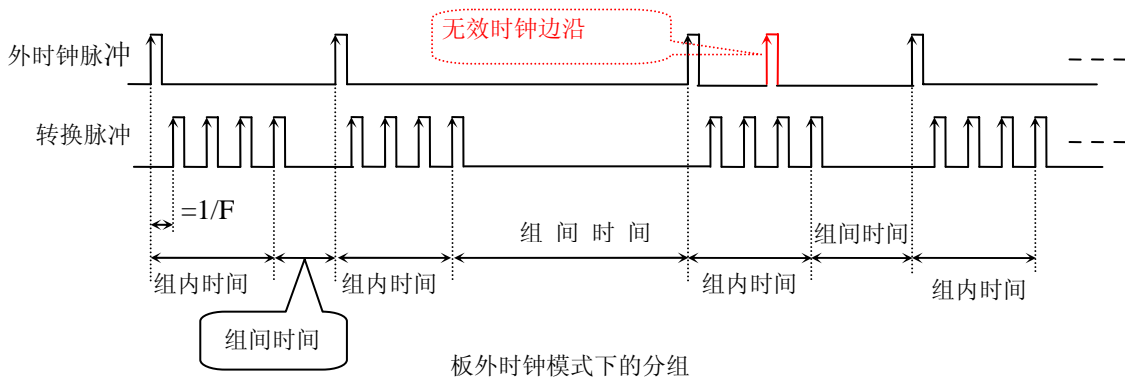 无效时钟边沿
外时钟脉冲
转换脉冲
=1/F
组 间 时 间
组间时间
组内时间
组内时间
组内时间
组内时间
组间时间
板外时钟模式下的分组